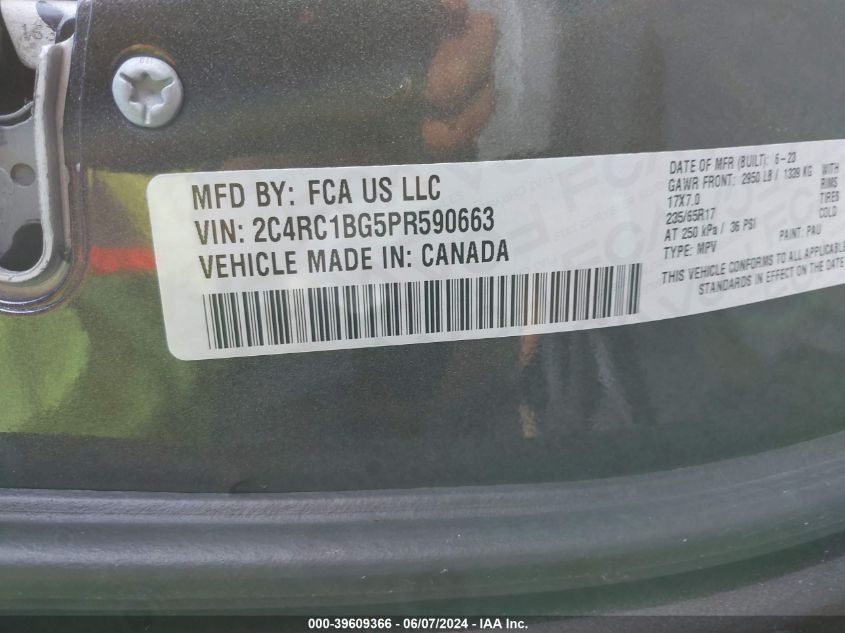 MFD BY: FCA US LLC
VIN: 2C4RC1BG5PR590663
VEHICLE MADE IN: CANADA
DATE OF MFR (BUILT): 6-23
GAWR FRONT: 2950 LB / 1339 KG WITH
17X7.0 RIMS
235/65R17 TIRES
AT 250 kPa / 36 PSI COLD
TYPE: MPV PAINT: PAU
THIS VEHICLE CONFORMS TO ALL APPLICABLE
STANDARDS IN EFFECT ON THE DATE
000-39609366 - 06/07/2024 - IAA Inc.